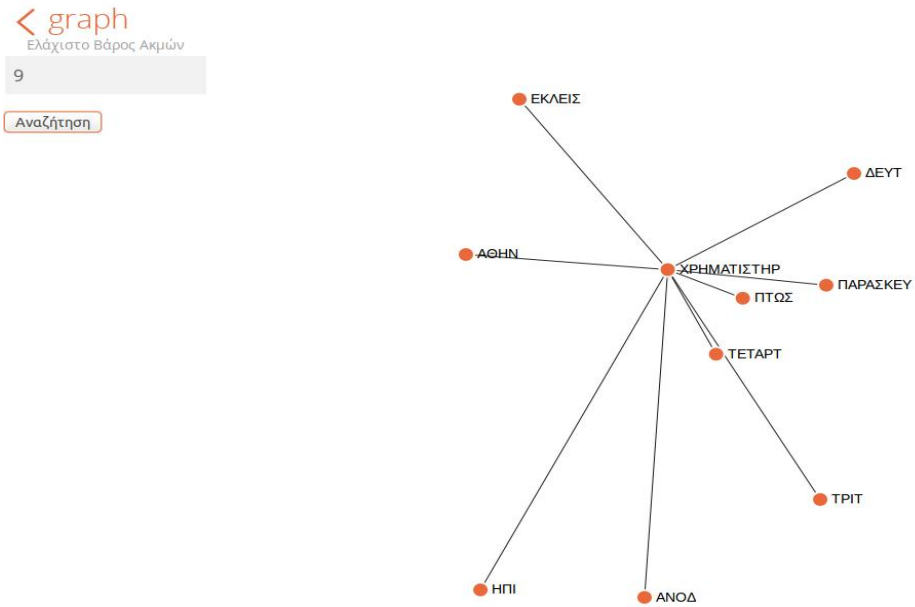 graph
Ελάχιστο Βάρος Ακμών
9
Αναζήτηση
ΕΚΛΕΙΣ
ΔΕΥΤ
ΑΘΗΝ
ΧΡΗΜΑΤΙΣΤΗΡ
ΠΑΡΑΣΚΕΥ
ΠΤΩΣ
ΤΕΤΑΡΤ
ΤΡΙΤ
ΗΠΙ
ΑΝΟΔ